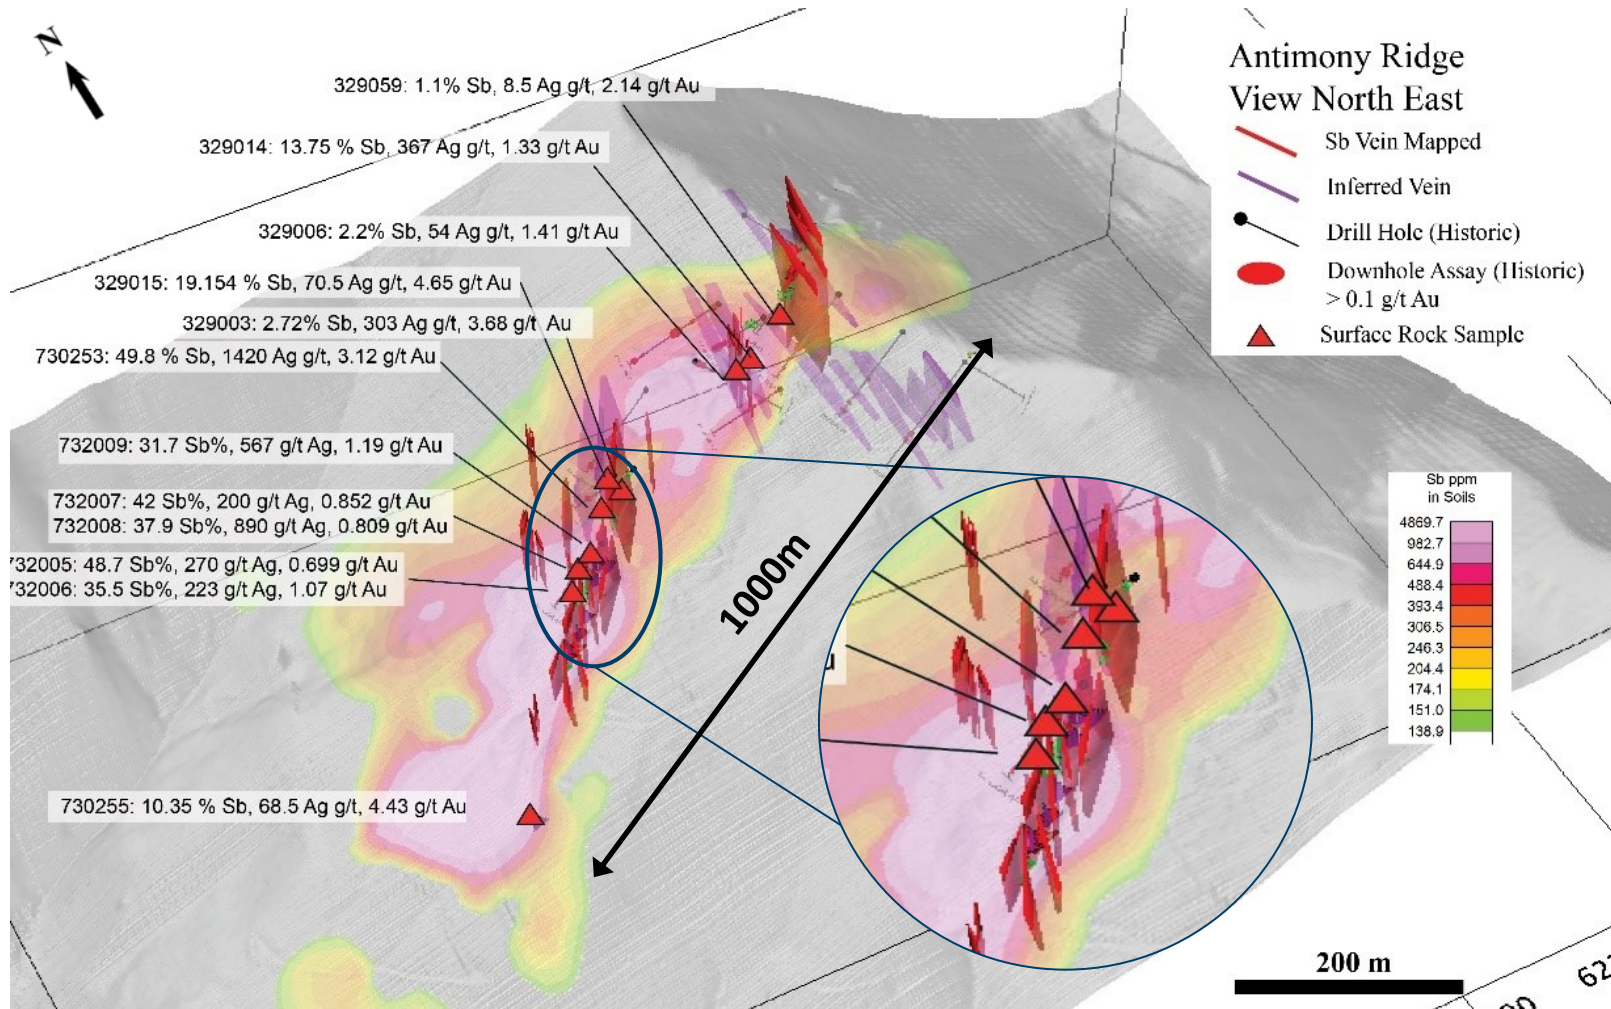 N
329059: 1.1% Sb, 8.5 Ag g/t, 2.14 g/t Au
329014: 13.75 % Sb, 367 Ag g/t, 1.33 g/t Au
329006: 2.2% Sb, 54 Ag g/t, 1.41 g/t Au
329015: 19.154 % Sb, 70.5 Ag g/t, 4.65 g/t Au
329003: 2.72% Sb, 303 Ag g/t, 3.68 g/t Au
730253: 49.8 % Sb, 1420 Ag g/t, 3.12 g/t Au
732009: 31.7 Sb%, 567 g/t Ag, 1.19 g/t Au
732007: 42 Sb%, 200 g/t Ag, 0.852 g/t Au
732008: 37.9 Sb%, 890 g/t Ag, 0.809 g/t Au
732005: 48.7 Sb%, 270 g/t Ag, 0.699 g/t Au
732006: 35.5 Sb%, 223 g/t Ag, 1.07 g/t Au
730255: 10.35 % Sb, 68.5 Ag g/t, 4.43 g/t Au
1000m
Antimony Ridge
View North East
Sb Vein Mapped
Inferred Vein
Drill Hole (Historic)
Downhole Assay (Historic)
> 0.1 g/t Au
Surface Rock Sample
Sb ppm
in Soils
4869.7
982.7
644.9
488.4
393.4
306.5
246.3
204.4
174.1
151.0
138.9
200 m